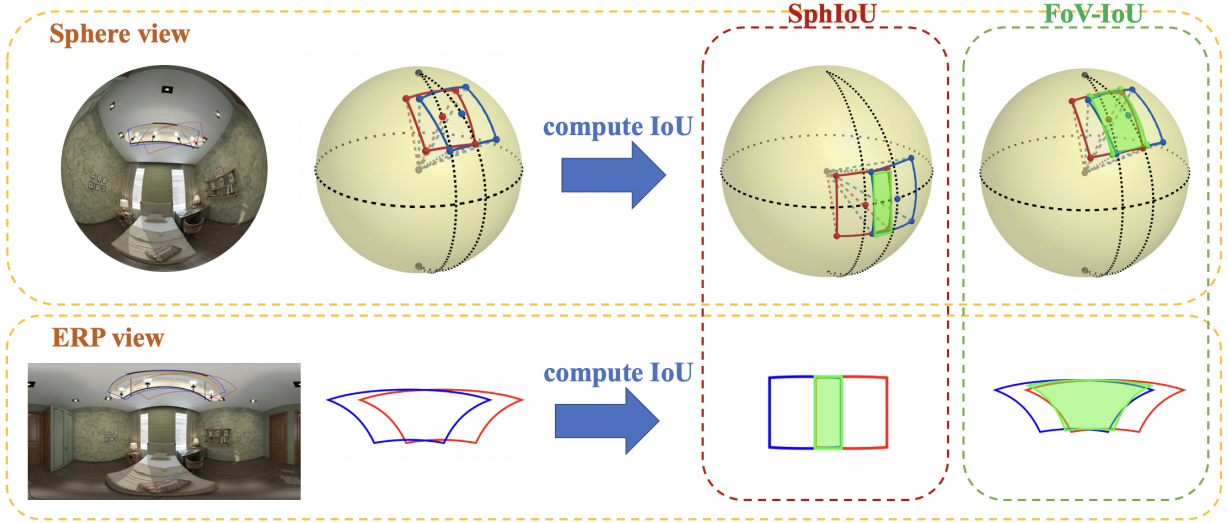 SphIoU
FoV-IoU
Sphere view
compute IoU
ERP view
compute IoU